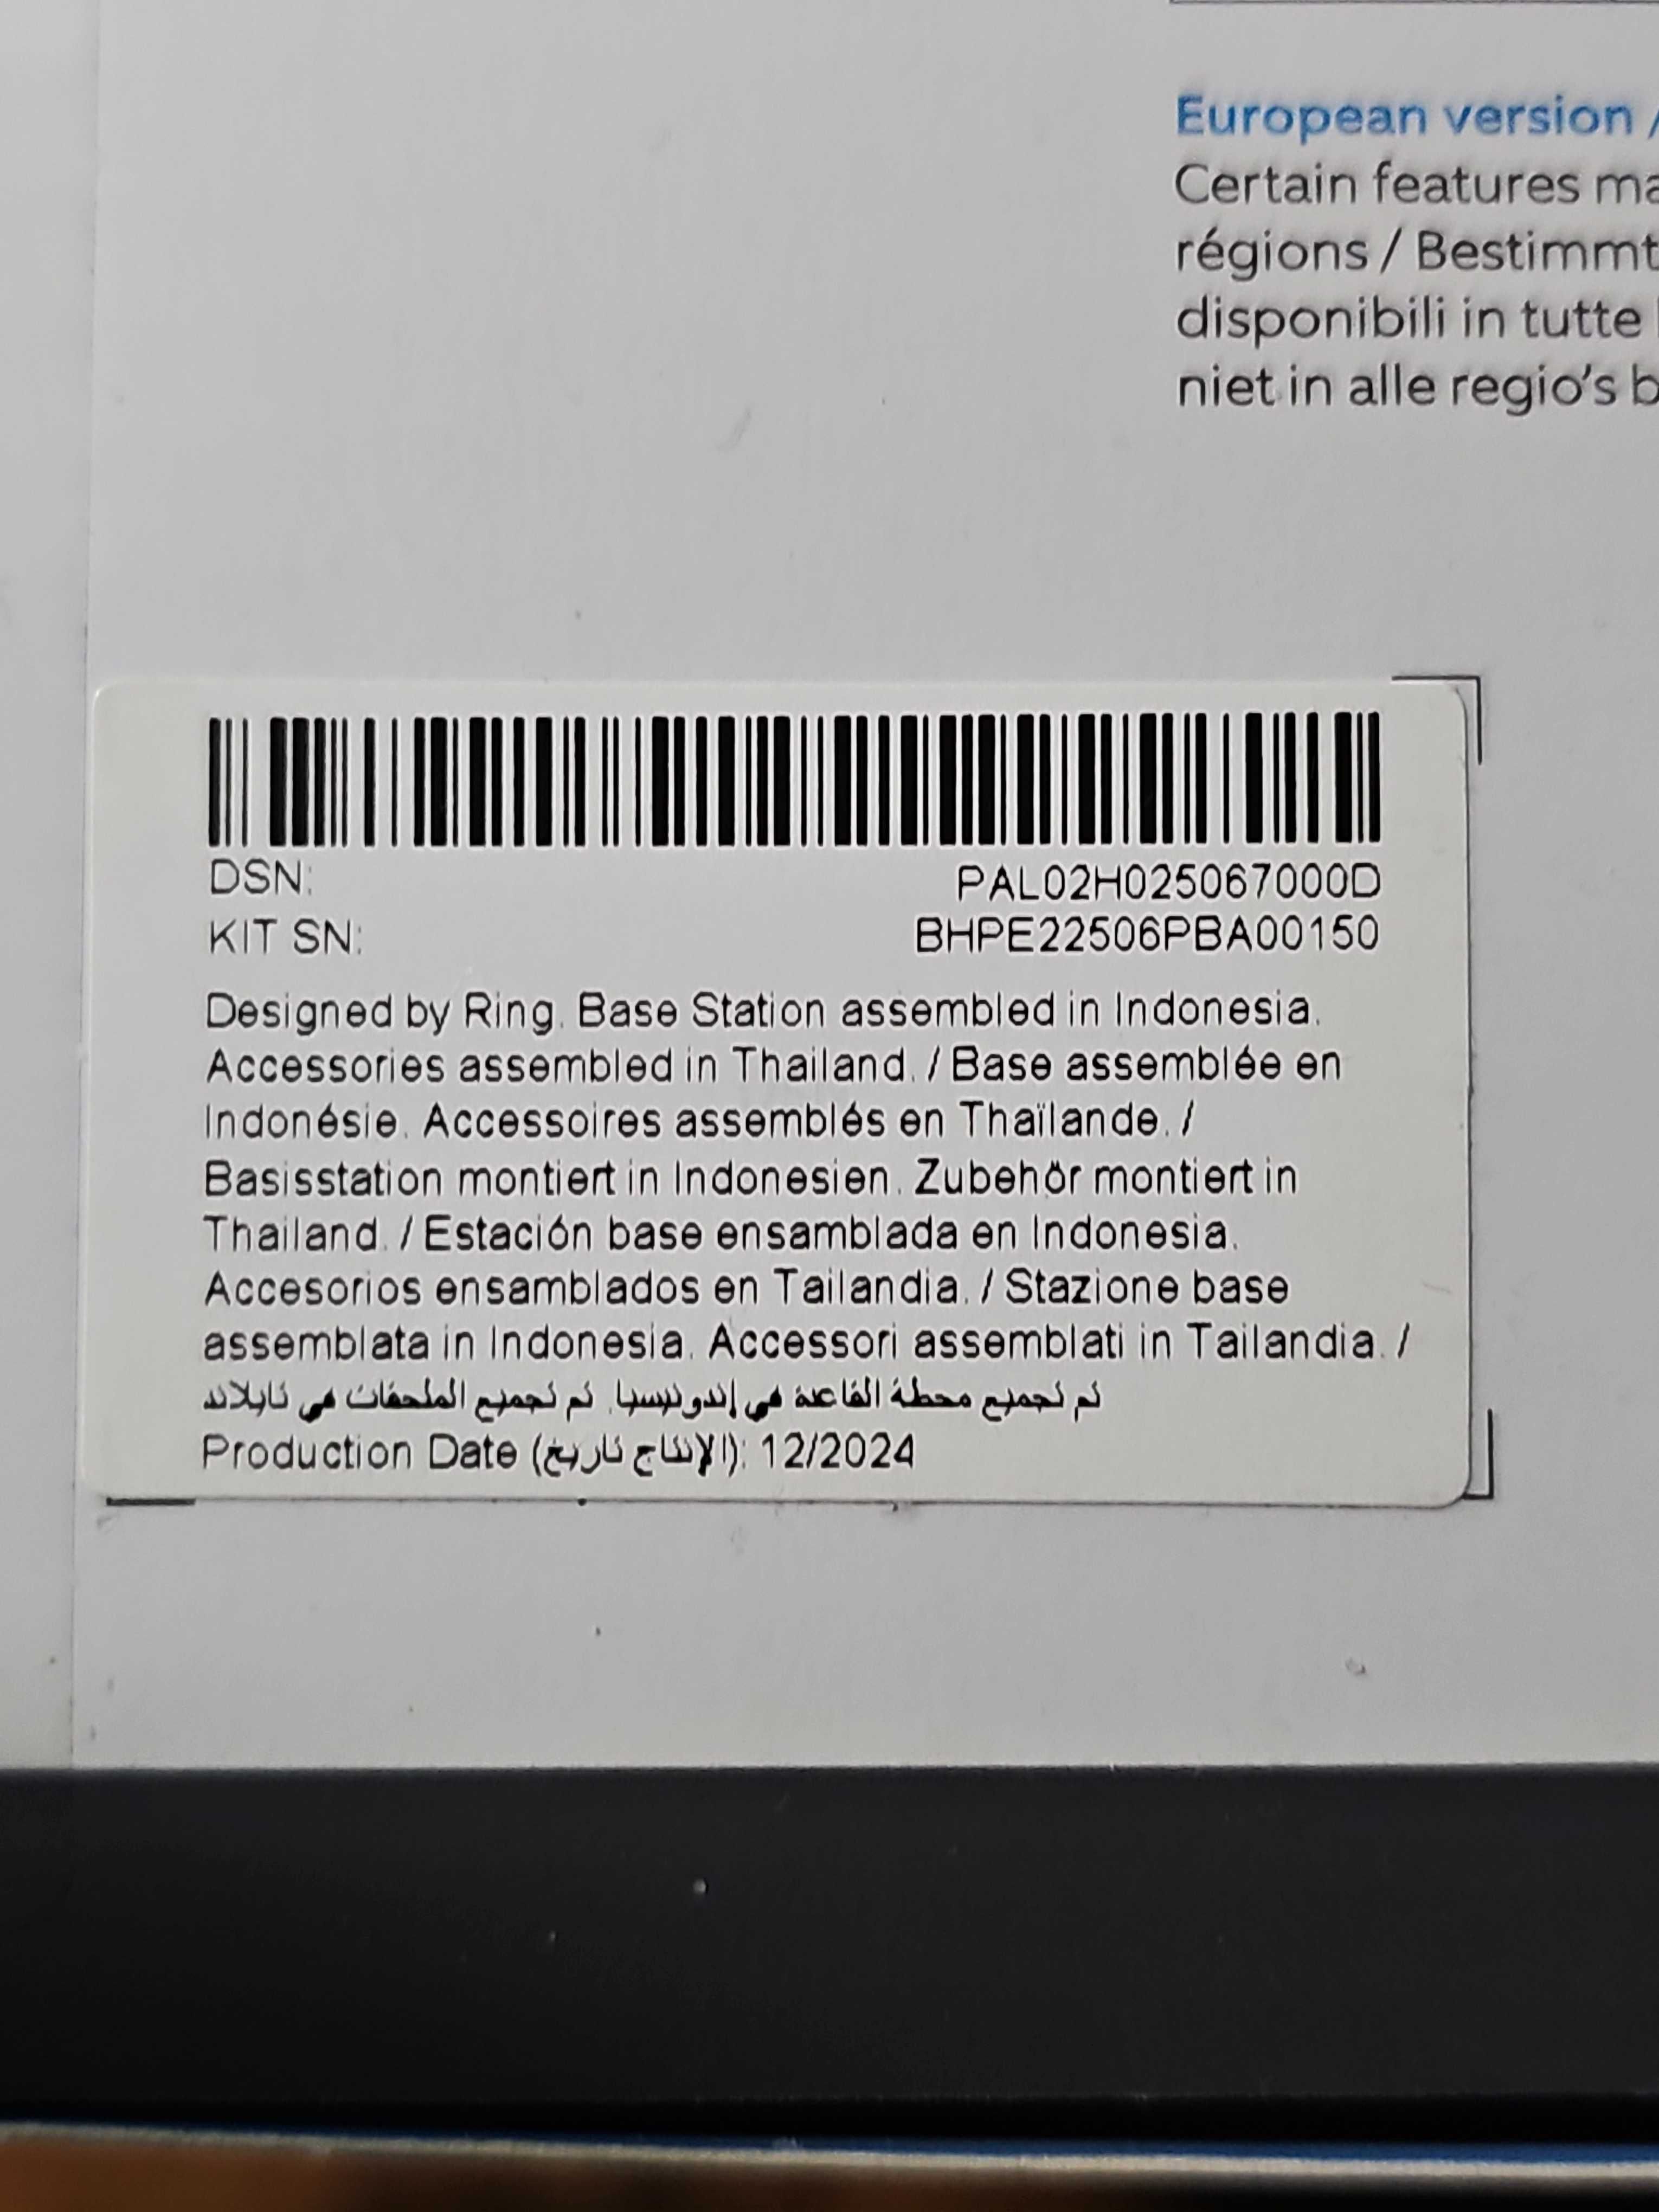 European version /
Certain features ma
régions / Bestimmt
disponibili in tutte
niet in alle regio's b
DSN: PAL02H025067000D
KIT SN: BHPE22506PBA00150
Designed by Ring. Base Station assembled in Indonesia.
Accessories assembled in Thailand. / Base assemblée en
Indonésie. Accessoires assemblés en Thaïlande. /
Basisstation montiert in Indonesien. Zubehör montiert in
Thailand. / Estación base ensamblada en Indonesia.
Accesorios ensamblados en Tailandia. / Stazione base
assemblata in Indonesia. Accessori assemblati in Tailandia. /
تم تجميع محطة القاعدة في إندونيسيا. تم تجميع الملحقات في تايلاند
Production Date (الإنتاج تاريخ): 12/2024